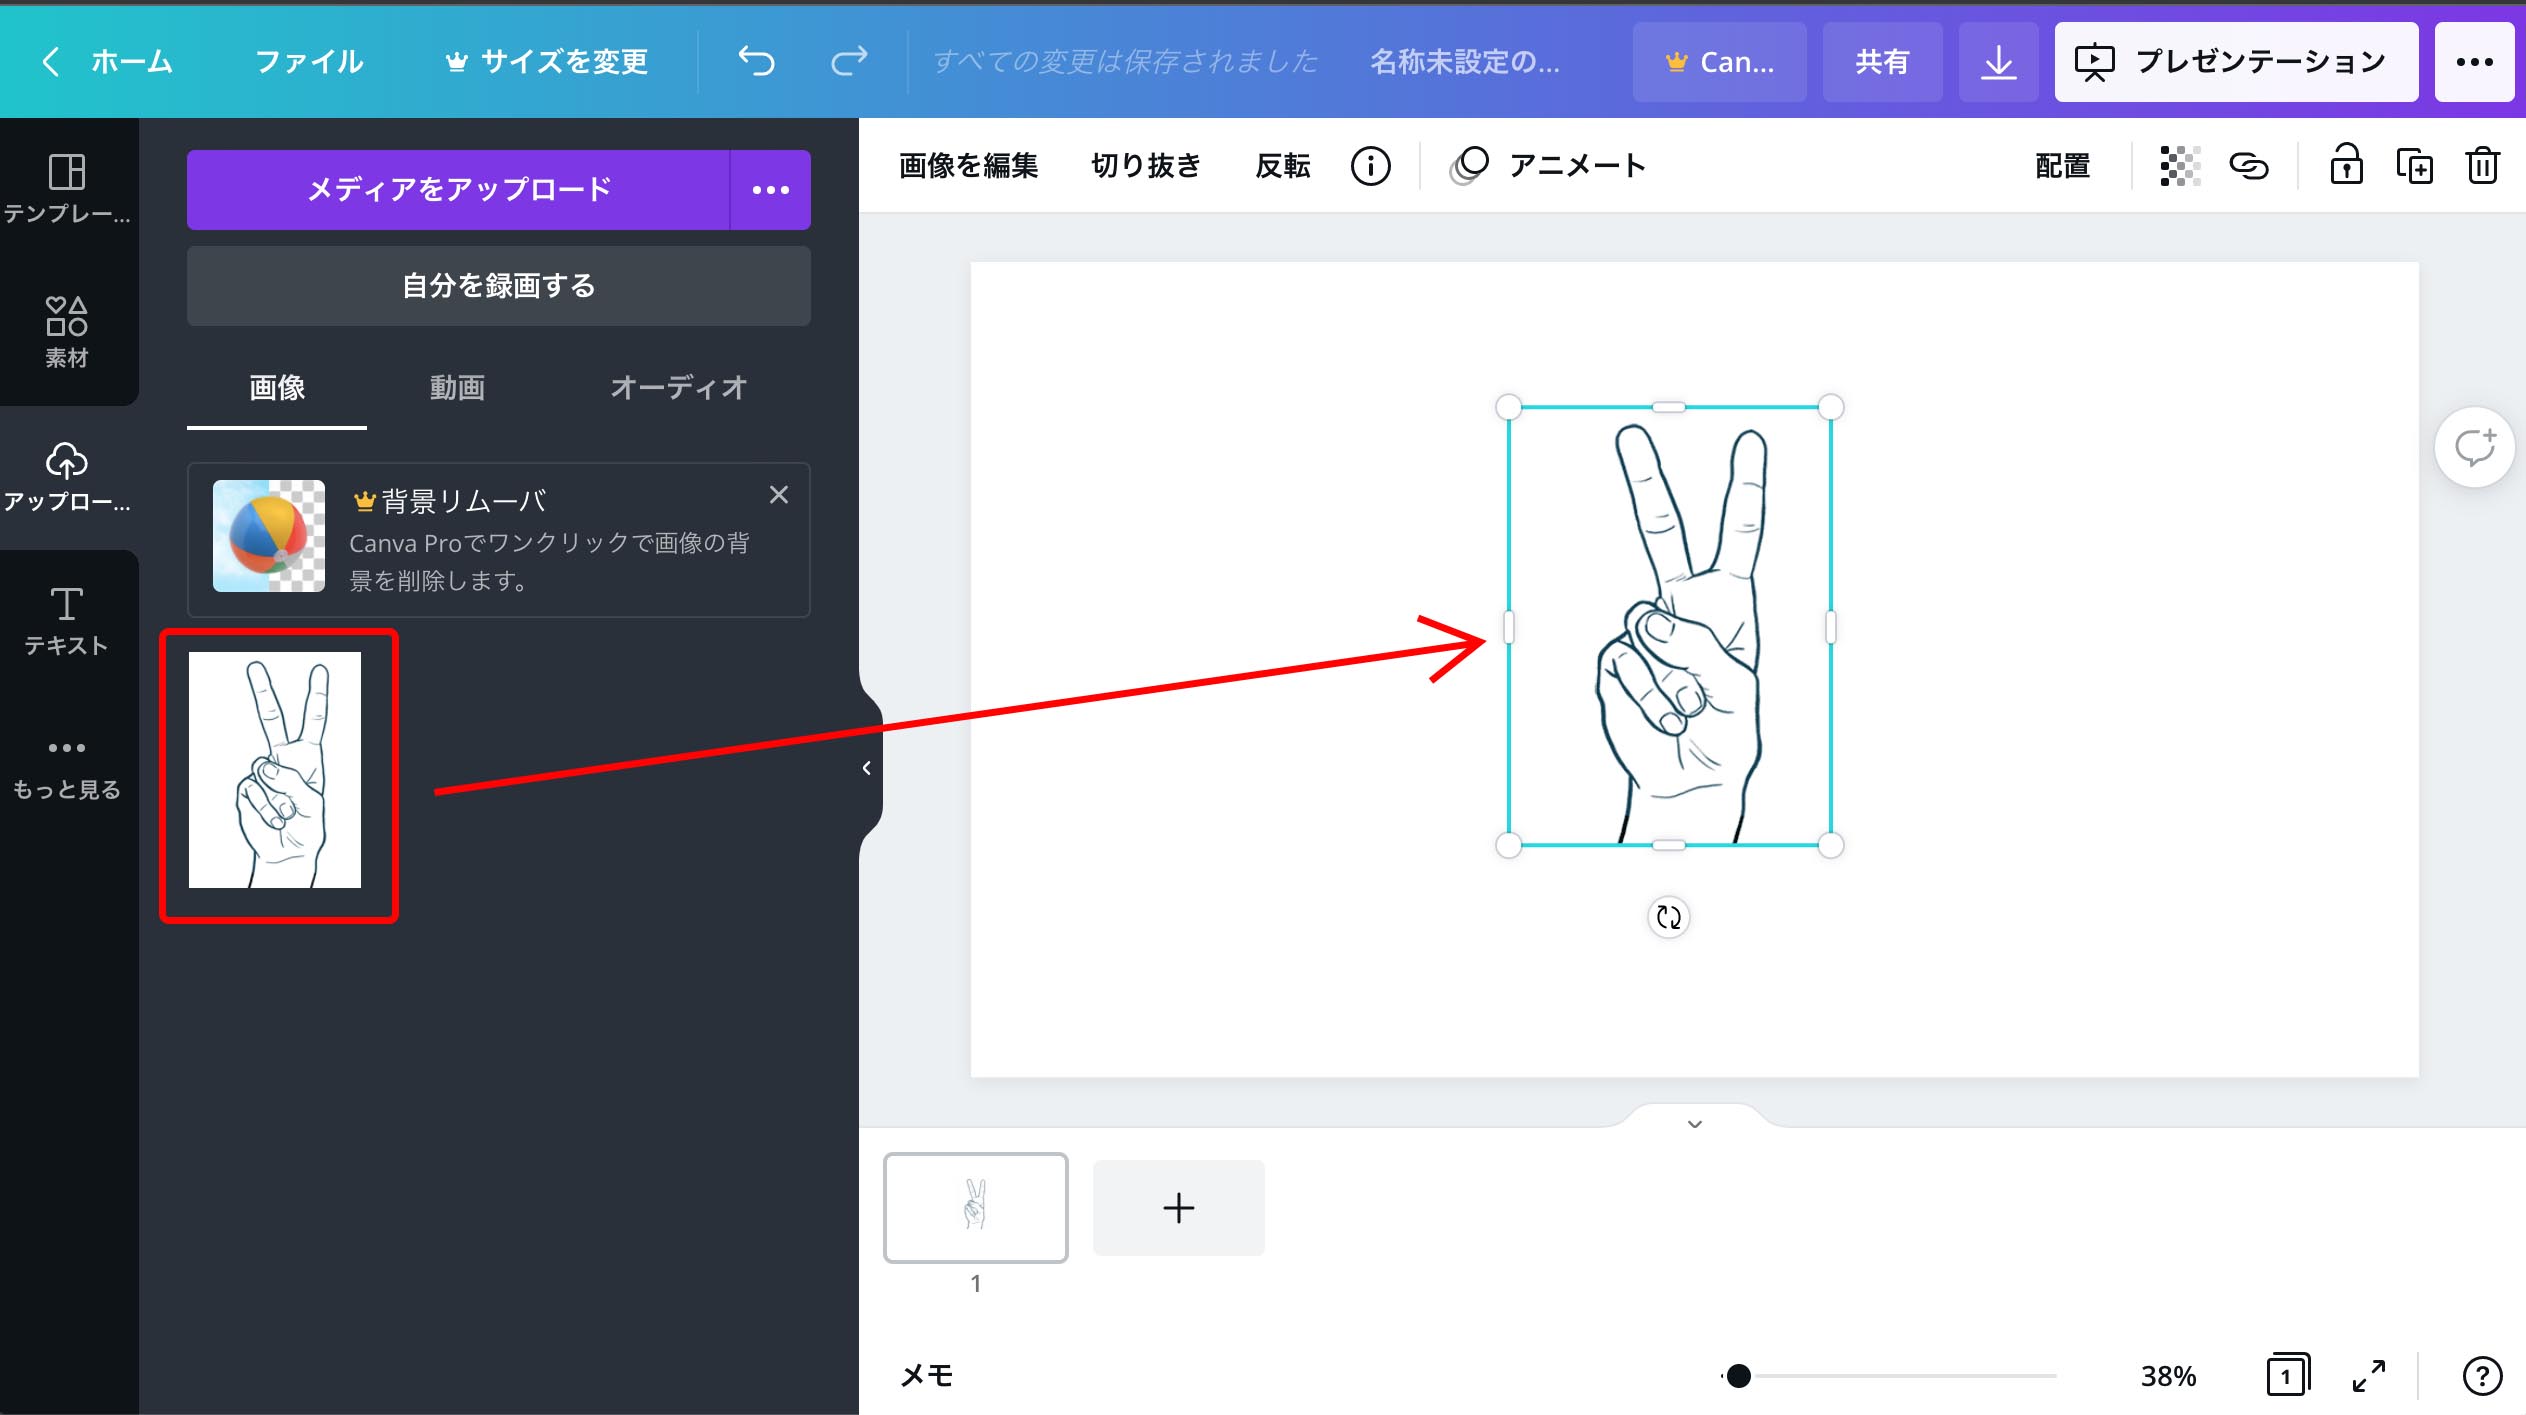 ホーム
ファイル
サイズを変更
すべての変更は保存されました
名称未設定の...
Can...
共有
プレゼンテーション
テンプレー...
素材
アップロー...
テキスト
もっと見る
メディアをアップロード
自分を録画する
画像
動画
オーディオ
背景リムーバ
Canva Proでワンクリックで画像の背
景を削除します。
画像を編集
切り抜き
反転
アニメート
配置
1
メモ
38%
1
?